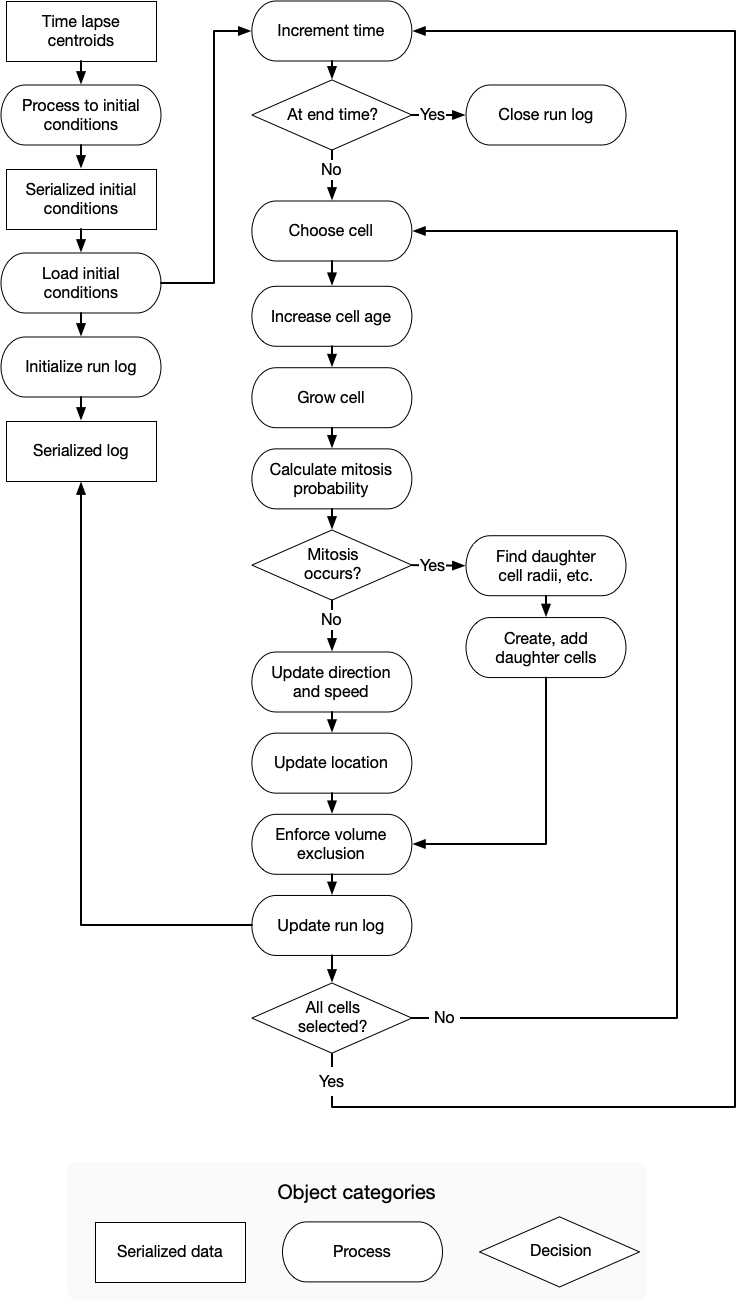 Time lapse
centroids
Process to initial
conditions
Serialized initial
conditions
Load initial
conditions
Initialize run log
Serialized log
Increment time
At end time?
Yes
Close run log
No
Choose cell
Increase cell age
Grow cell
Calculate mitosis
probability
Mitosis
occurs?
Yes
Find daughter
cell radii, etc.
Create, add
daughter cells
No
Update direction
and speed
Update location
Enforce volume
exclusion
Update run log
All cells
selected?
No
Yes
Object categories
Serialized data
Process
Decision